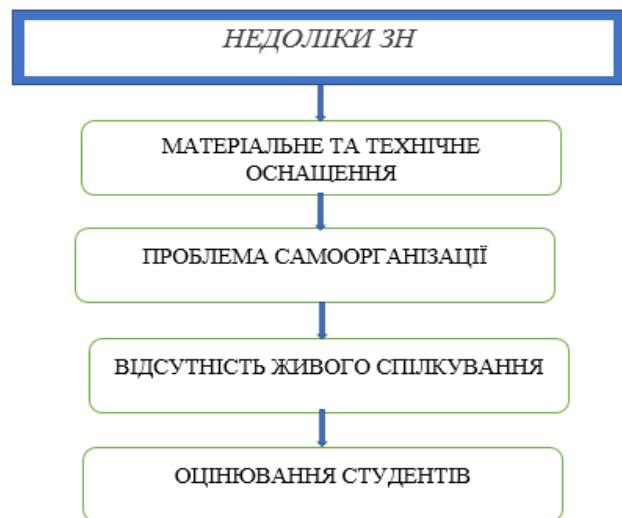 НЕДОЛІКИ ЗН
МАТЕРІАЛЬНЕ ТА ТЕХНІЧНЕ
ОСНАЩЕННЯ
ПРОБЛЕМА САМООРГАНІЗАЦІЇ
ВІДСУТНІСТЬ ЖИВОГО СПІЛКУВАННЯ
ОЦІНЮВАННЯ СТУДЕНТІВ